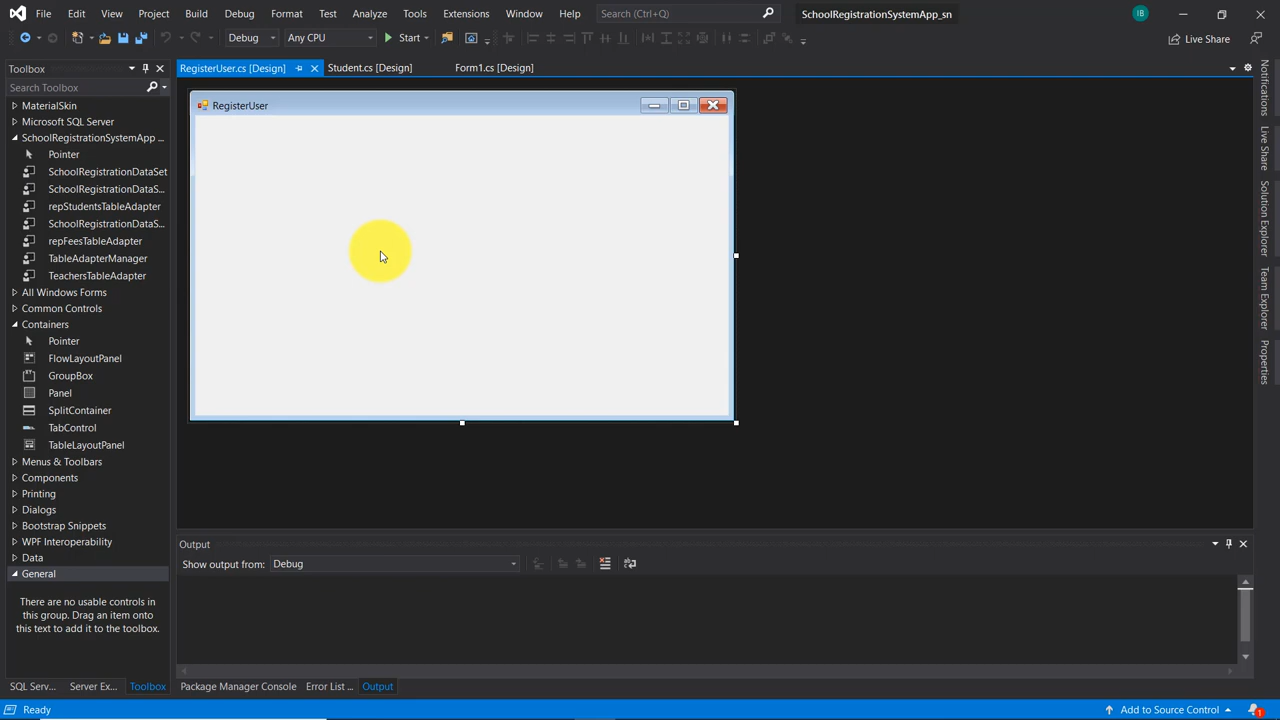 File Edit View Project Build Debug Format Test Analyze Tools Extensions Window Help Search (Ctrl+Q) SchoolRegistrationSystemApp_sn IB
Debug Any CPU Start Live Share
Toolbox
RegisterUser.cs [Design] Student.cs [Design] Form1.cs [Design]
Search Toolbox
MaterialSkin
Microsoft SQL Server
SchoolRegistrationSystemApp ...
Pointer
SchoolRegistrationDataSet
SchoolRegistrationDataS...
repStudentsTableAdapter
SchoolRegistrationDataS...
repFeesTableAdapter
TableAdapterManager
TeachersTableAdapter
All Windows Forms
Common Controls
Containers
Pointer
FlowLayoutPanel
GroupBox
Panel
SplitContainer
TabControl
TableLayoutPanel
Menus & Toolbars
Components
Printing
Dialogs
Bootstrap Snippets
WPF Interoperability
Data
General
There are no usable controls in
this group. Drag an item onto
this text to add it to the toolbox.
RegisterUser
Notifications
Live Share
Solution Explorer
Team Explorer
Properties
Output
Show output from: Debug
SQL Serv... Server Ex... Toolbox Package Manager Console Error List ... Output
Ready Add to Source Control 1